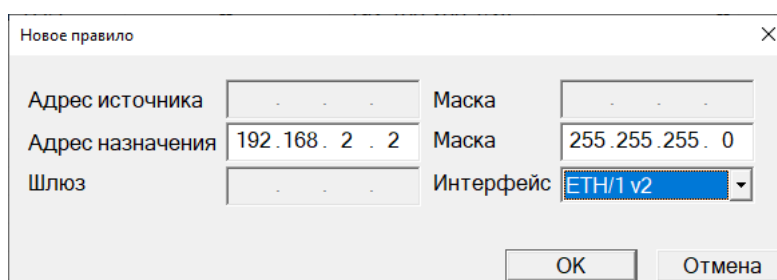 Новое правило
Адрес источника . . . Маска . . .
Адрес назначения 192.168. 2 . 2 Маска 255.255.255. 0
Шлюз . . . Интерфейс ETH/1 v2
OK Отмена